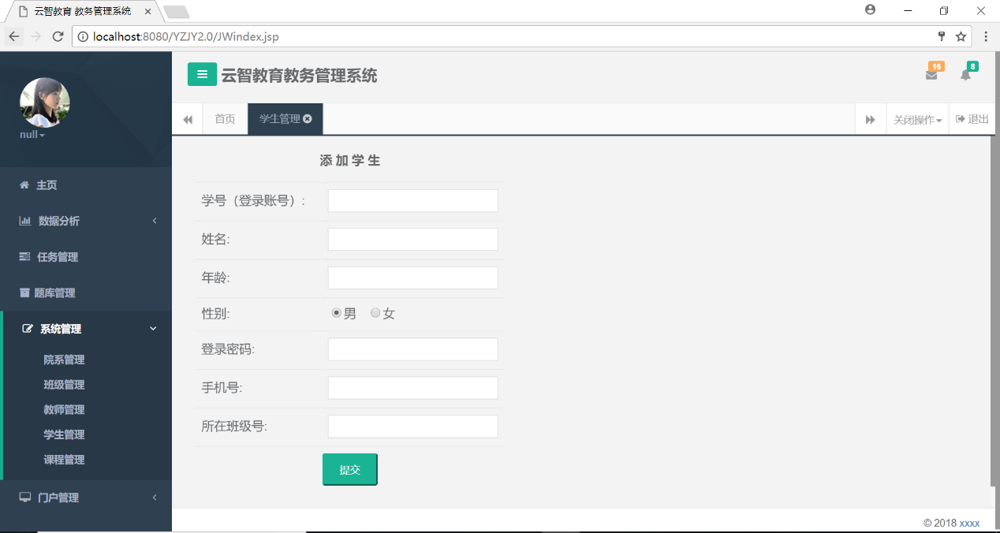 云智教育 教务管理系统
localhost:8080/YZJY2.0/JWindex.jsp
云智教育教务管理系统
16
8
null
首页
学生管理
关闭操作
退出
主页
数据分析
任务管理
题库管理
系统管理
院系管理
班级管理
教师管理
学生管理
课程管理
门户管理
添 加 学 生
学号（登录账号）:
姓名:
年龄:
性别:
男 女
登录密码:
手机号:
所在班级号:
提交
© 2018 xxxx